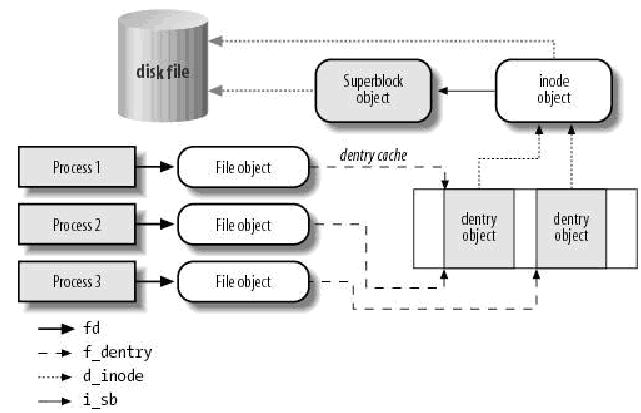 disk file
Superblock
object
inode
object
Process 1
File object
dentry cache
Process 2
File object
dentry
object
dentry
object
Process 3
File object
fd
f_dentry
d_inode
i_sb